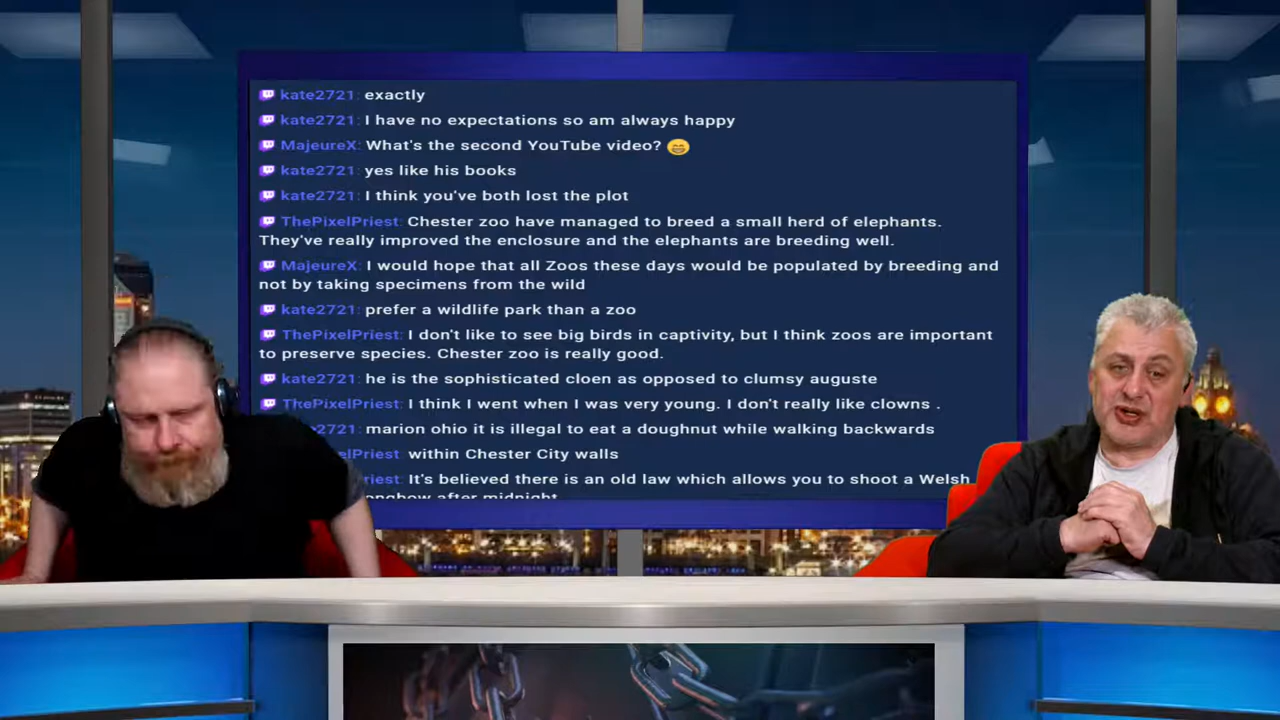 kate2721: exactly
kate2721: I have no expectations so am always happy
MajeureX: What's the second YouTube video? 😁
kate2721: yes like his books
kate2721: I think you've both lost the plot
ThePixelPriest: Chester zoo have managed to breed a small herd of elephants.
They've really improved the enclosure and the elephants are breeding well.
MajeureX: I would hope that all Zoos these days would be populated by breeding and
not by taking specimens from the wild
kate2721: prefer a wildlife park than a zoo
ThePixelPriest: I don't like to see big birds in captivity, but I think zoos are important
to preserve species. Chester zoo is really good.
kate2721: he is the sophisticated cloen as opposed to clumsy auguste
ThePixelPriest: I think I went when I was very young. I don't really like clowns .
2721: marion ohio it is illegal to eat a doughnut while walking backwards
Priest: within Chester City walls
riest: It's believed there is an old law which allows you to shoot a Welsh
ongbow after midnight